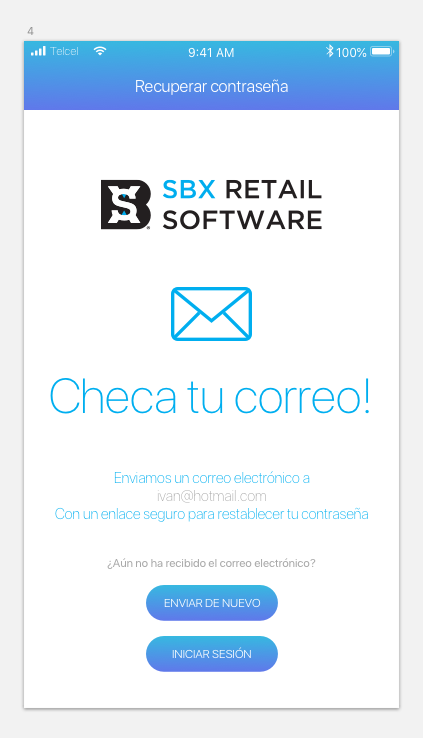 4
Telcel 9:41 AM 100%
Recuperar contraseña
SBX RETAIL
SOFTWARE
Checa tu correo!
Enviamos un correo electrónico a
ivan@hotmail.com
Con un enlace seguro para restablecer tu contraseña
¿Aún no ha recibido el correo electrónico?
ENVIAR DE NUEVO
INICIAR SESIÓN